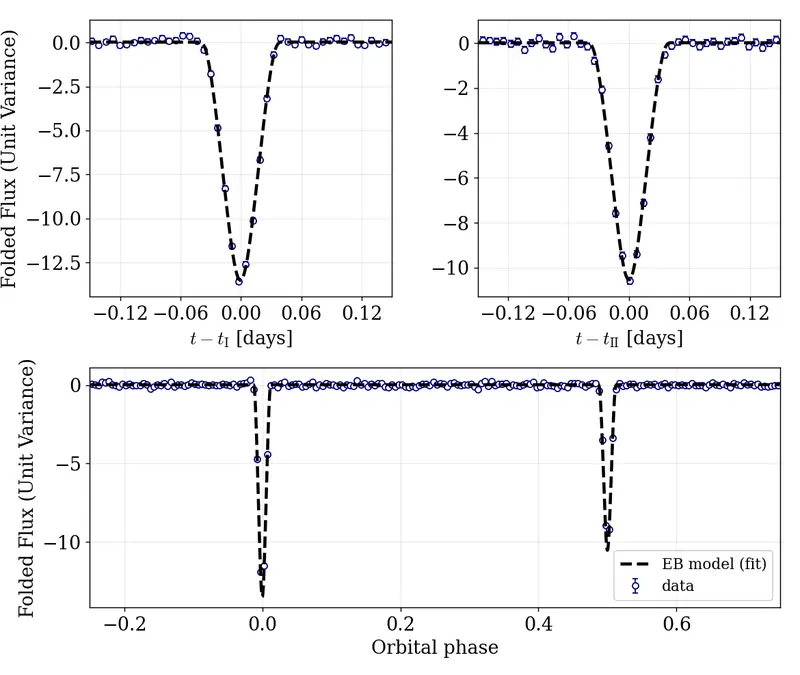 Folded Flux (Unit Variance)
0.0
−2.5
−5.0
−7.5
−10.0
−12.5
−0.12 −0.06 0.00 0.06 0.12
t − tI [days]
0
−2
−4
−6
−8
−10
−0.12 −0.06 0.00 0.06 0.12
t − tII [days]
Folded Flux (Unit Variance)
0
−5
−10
EB model (fit)
data
−0.2 0.0 0.2 0.4 0.6
Orbital phase